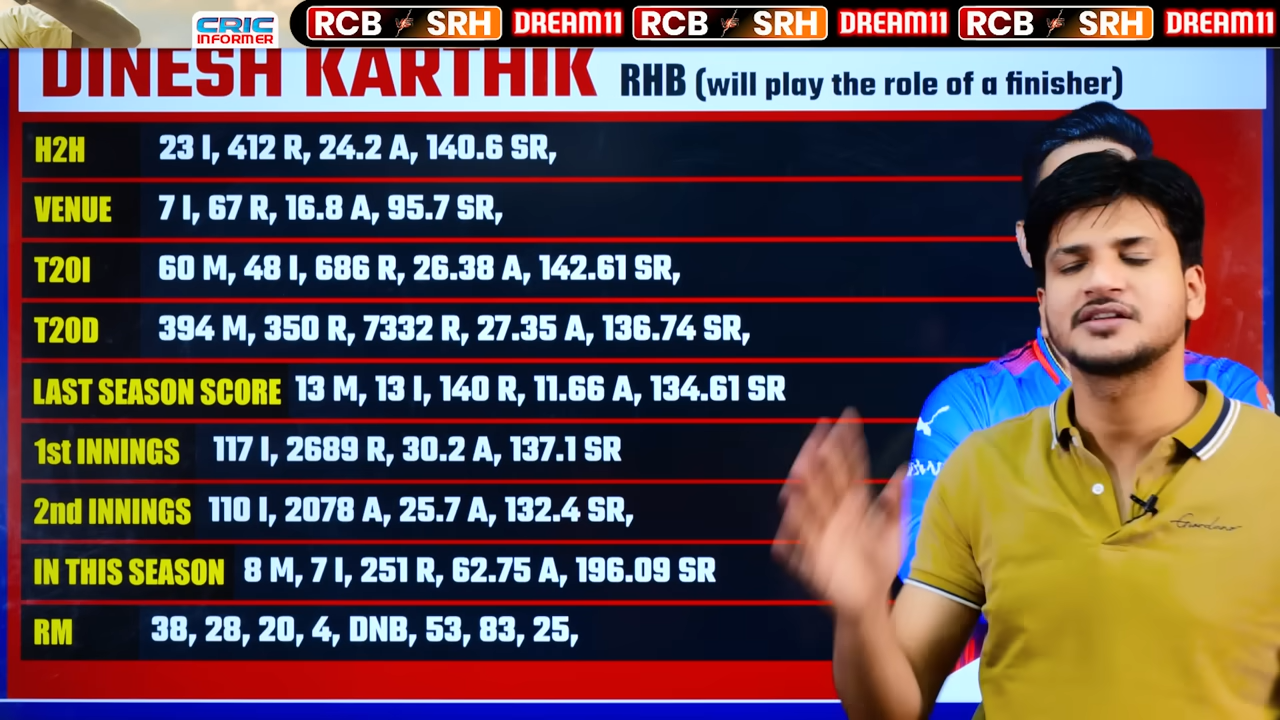 CRIC
INFORMER
RCB VS SRH DREAM11 RCB VS SRH DREAM11 RCB VS SRH DREAM11
DINESH KARTHIK RHB (will play the role of a finisher)
H2H 23 I, 412 R, 24.2 A, 140.6 SR,
VENUE 7 I, 67 R, 16.8 A, 95.7 SR,
T20I 60 M, 48 I, 686 R, 26.38 A, 142.61 SR,
T20D 394 M, 350 R, 7332 R, 27.35 A, 136.74 SR,
LAST SEASON SCORE 13 M, 13 I, 140 R, 11.66 A, 134.61 SR
1st INNINGS 117 I, 2689 R, 30.2 A, 137.1 SR
2nd INNINGS 110 I, 2078 A, 25.7 A, 132.4 SR,
IN THIS SEASON 8 M, 7 I, 251 R, 62.75 A, 196.09 SR
RM 38, 28, 20, 4, DNB, 53, 83, 25,
Giordano